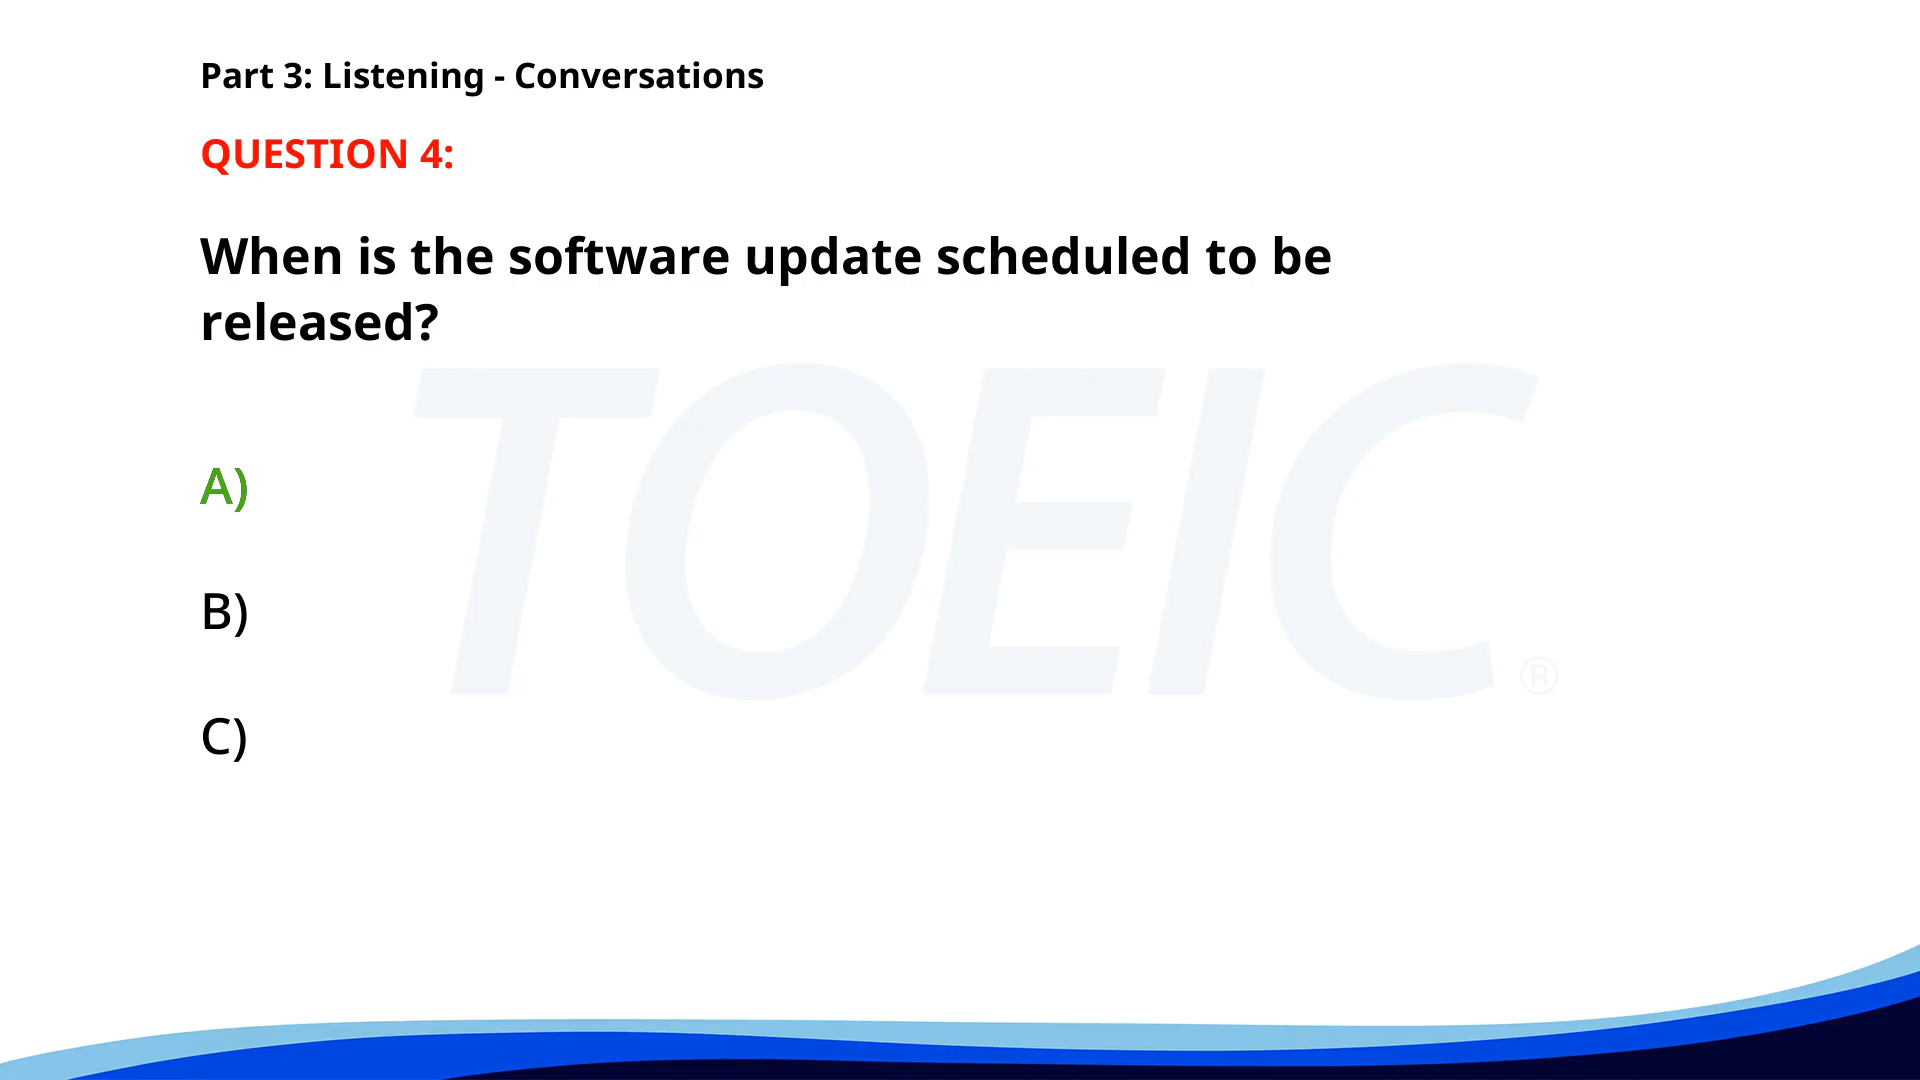 Part 3: Listening - Conversations
QUESTION 4:
When is the software update scheduled to be
released?
TOEIC®
A)
B)
C)